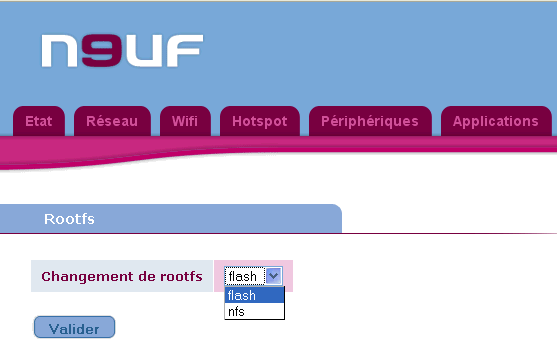 n9uf
Etat Réseau Wifi Hotspot Périphériques Applications
Rootfs
Changement de rootfs flash
flash
nfs
Valider